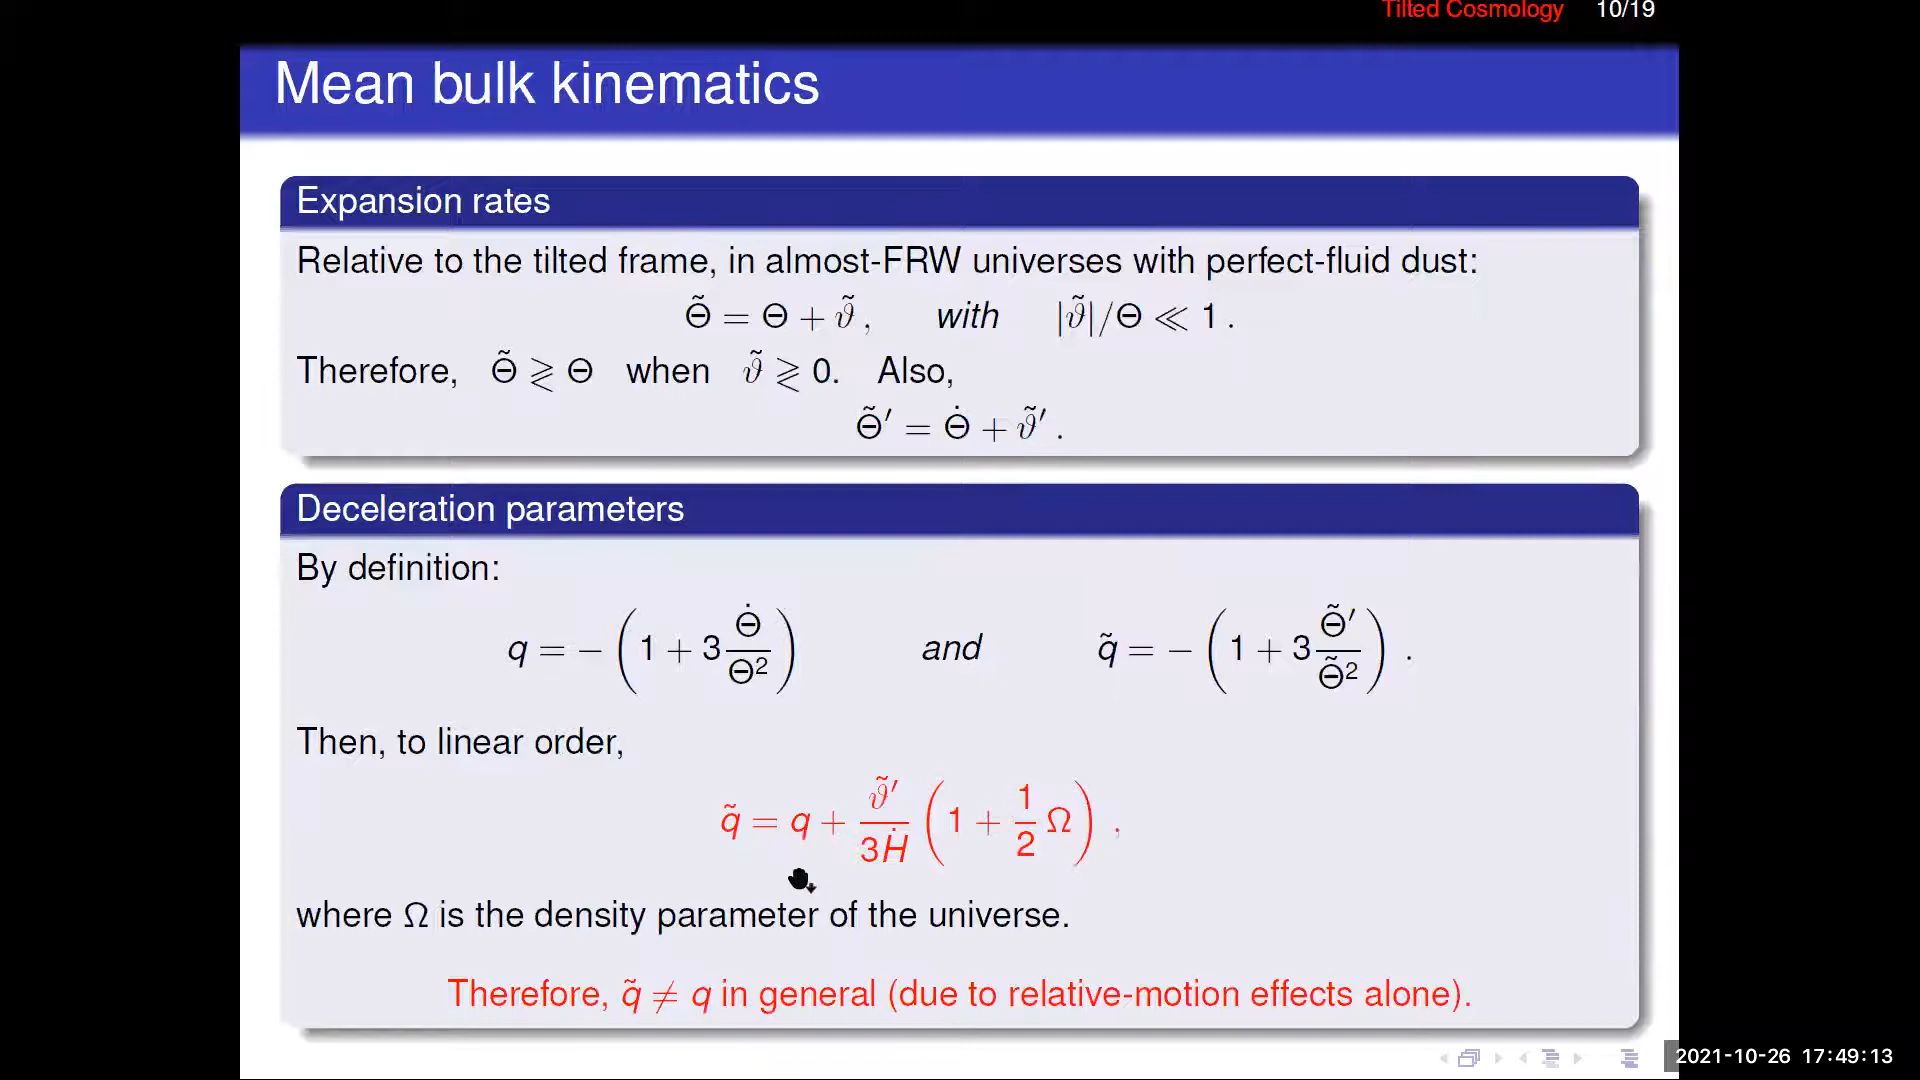 Tilted Cosmology 10/19
Mean bulk kinematics
Expansion rates
Relative to the tilted frame, in almost-FRW universes with perfect-fluid dust:
Θ̃ = Θ + ϑ̃ , with |ϑ̃|/Θ ≪ 1 .
Therefore, Θ̃ ≷ Θ when ϑ̃ ≷ 0. Also,
Θ̃′ = Θ̇ + ϑ̃′ .
Deceleration parameters
By definition:
q = − (1 + 3 Θ̇/Θ²) and q̃ = − (1 + 3 Θ̃′/Θ̃²) .
Then, to linear order,
q̃ = q + ϑ̃′/3Ḣ (1 + 1/2 Ω) ,
where Ω is the density parameter of the universe.
Therefore, q̃ ≠ q in general (due to relative-motion effects alone).
2021-10-26 17:49:13